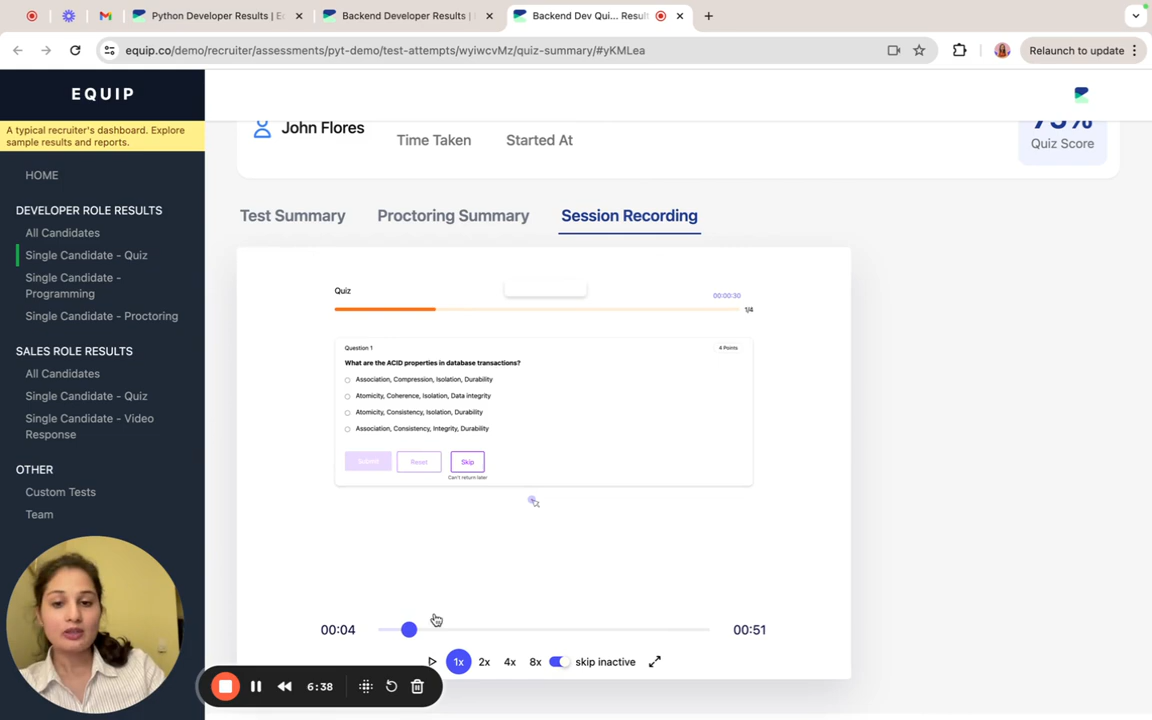 Python Developer Results | Ec
Backend Developer Results |
Backend Dev Qui... Result
equip.co/demo/recruiter/assessments/pyt-demo/test-attempts/wyiwcvMz/quiz-summary/#yKMLea
Relaunch to update
EQUIP
A typical recruiter's dashboard. Explore
sample results and reports.
HOME
DEVELOPER ROLE RESULTS
All Candidates
Single Candidate - Quiz
Single Candidate -
Programming
Single Candidate - Proctoring
SALES ROLE RESULTS
All Candidates
Single Candidate - Quiz
Single Candidate - Video
Response
OTHER
Custom Tests
Team
John Flores
Time Taken
Started At
75%
Quiz Score
Test Summary
Proctoring Summary
Session Recording
Quiz
00:00:30
1/4
Question 1
4 Points
What are the ACID properties in database transactions?
Association, Compression, Isolation, Durability
Atomicity, Coherence, Isolation, Data integrity
Atomicity, Consistency, Isolation, Durability
Association, Consistency, Integrity, Durability
Submit
Reset
Skip
Can't return later
00:04
00:51
1x
2x
4x
8x
skip inactive
6:38